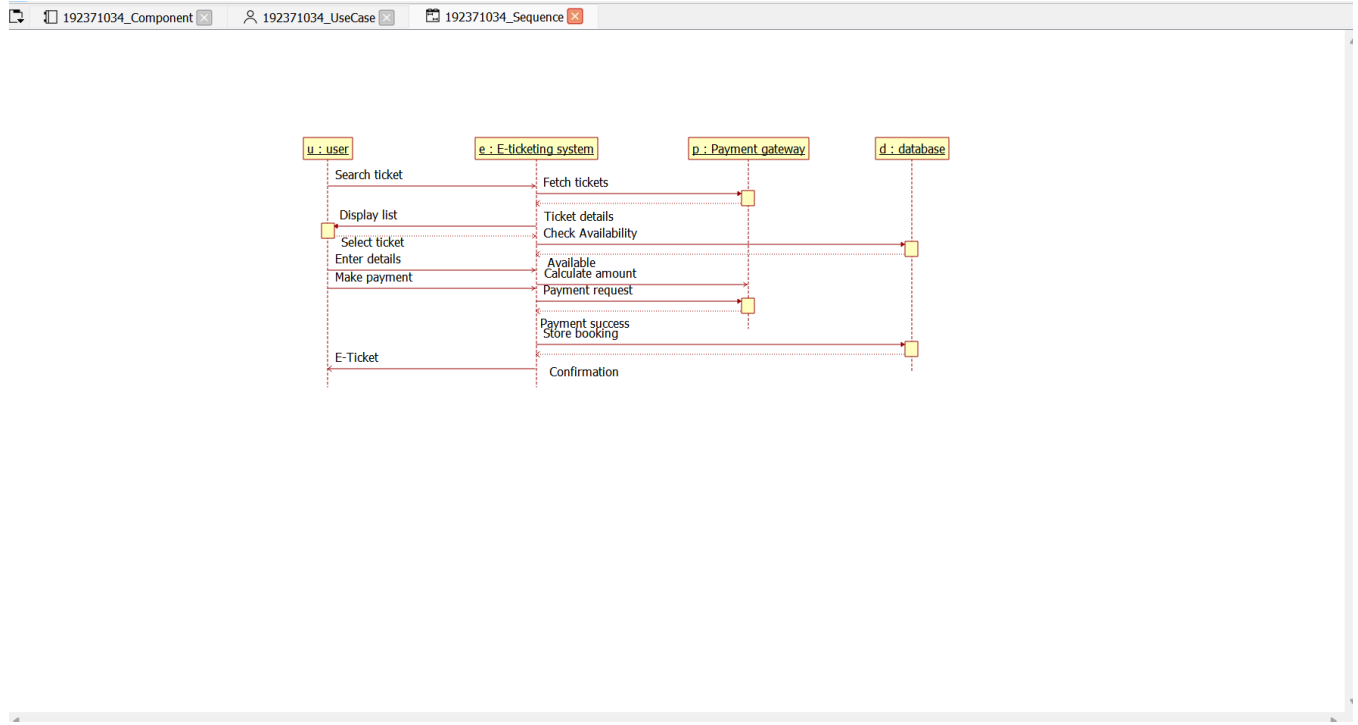 192371034_Component
192371034_UseCase
192371034_Sequence
u : user
e : E-ticketing system
p : Payment gateway
d : database
Search ticket
Fetch tickets
Display list
Ticket details
Check Availability
Select ticket
Enter details
Available
Calculate amount
Make payment
Payment request
Payment success
Store booking
E-Ticket
Confirmation